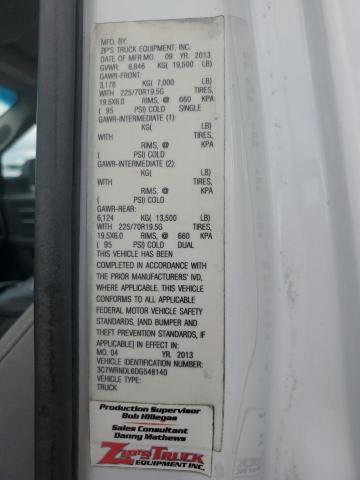 MFG. BY:
ZIP'S TRUCK EQUIPMENT, INC.
DATE OF MFG-MO. 09 YR. 2013
GVWR: 8,846 KG( 19,500 LB)
GAWR-FRONT:
3,176 KG( 7,000 LB)
WITH 225/70R19.5G TIRES,
19.5X6.0 RIMS, @ 660 KPA
( 95 PSI) COLD SINGLE
GAWR-INTERMEDIATE (1):
KG( LB)
WITH TIRES,
RIMS, @ KPA
( PSI) COLD
GAWR-INTERMEDIATE (2):
KG( LB)
WITH TIRES,
RIMS, @ KPA
( PSI) COLD
GAWR-REAR:
6,124 KG( 13,500 LB)
WITH 225/70R19.5G TIRES,
19.5X6.0 RIMS, @ 660 KPA
( 95 PSI) COLD DUAL
THIS VEHICLE HAS BEEN
COMPLETED IN ACCORDANCE WITH
THE PRIOR MANUFACTURERS' IVD,
WHERE APPLICABLE. THIS VEHICLE
CONFORMS TO ALL APPLICABLE
FEDERAL MOTOR VEHICLE SAFETY
STANDARDS, [AND BUMPER AND
THEFT PREVENTION STANDARDS, IF
APPLICABLE] IN EFFECT IN
MO. 04 YR. 2013
VEHICLE IDENTIFICATION NUMBER:
3C7WRNDL6DG548140
VEHICLE TYPE:
TRUCK
Production Supervisor
Bob Hillegas
Sales Consultant
Danny Mathews
ZIP'S TRUCK
EQUIPMENT INC.